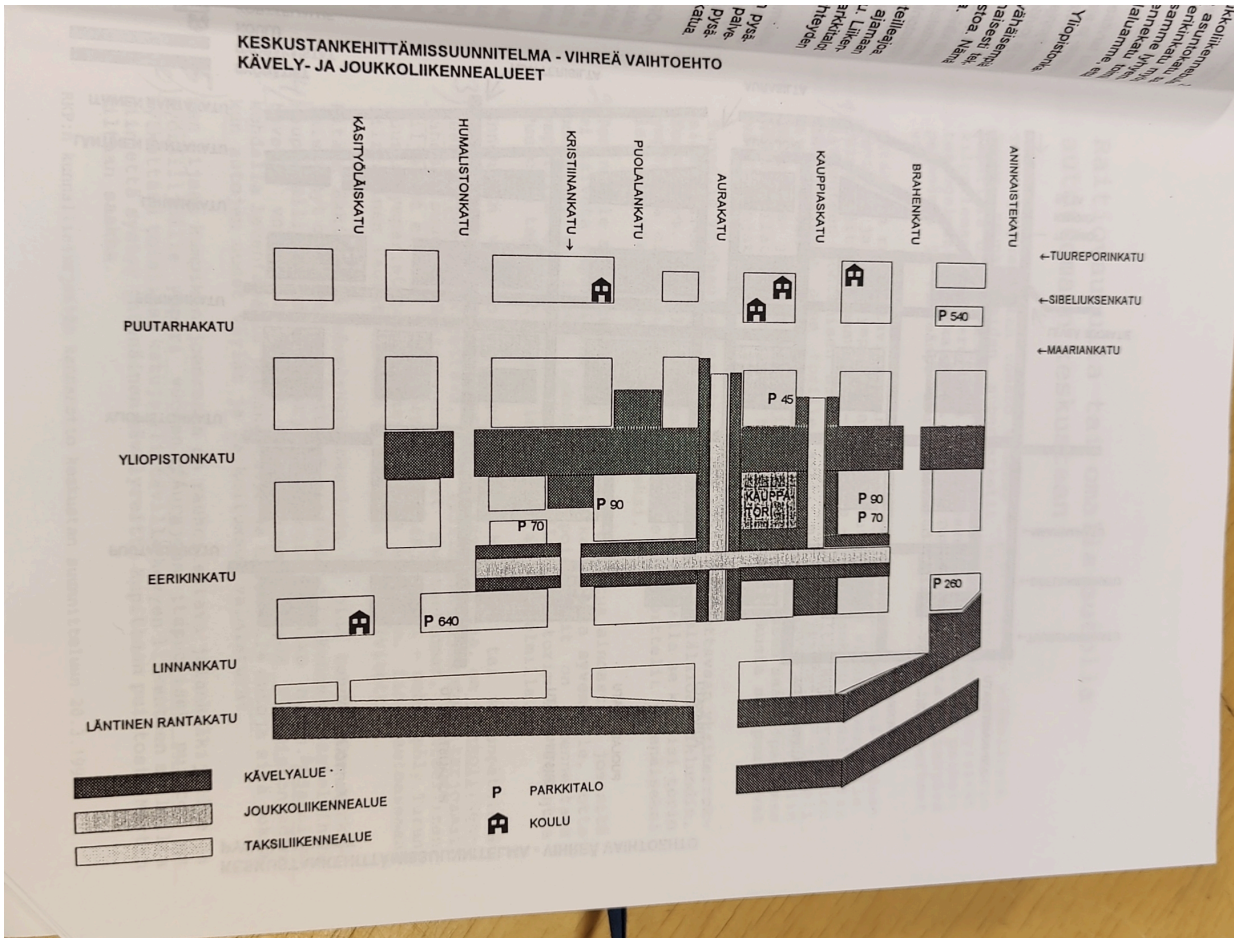 KESKUSTANKEHITTÄMISSUUNNITELMA - VIHREÄ VAIHTOEHTO
KÄVELY- JA JOUKKOLIIKENNEALUEET
KÄSITYÖLÄISKATU
HUMALISTONKATU
KRISTIINANKATU →
PUOLALANKATU
AURAKATU
KAUPPIASKATU
BRAHENKATU
ANINKAISTEKATU
←TUUREPORINKATU
←SIBELIUKSENKATU
←MAARIANKATU
PUUTARHAKATU
P 540
P 45
YLIOPISTONKATU
KAUPPA-
TORI
P 90
P 90
P 70
P 70
EERIKINKATU
P 260
P 640
LINNANKATU
LÄNTINEN RANTAKATU
KÄVELYALUE
JOUKKOLIIKENNEALUE
TAKSILIIKENNEALUE
P PARKKITALO
KOULU